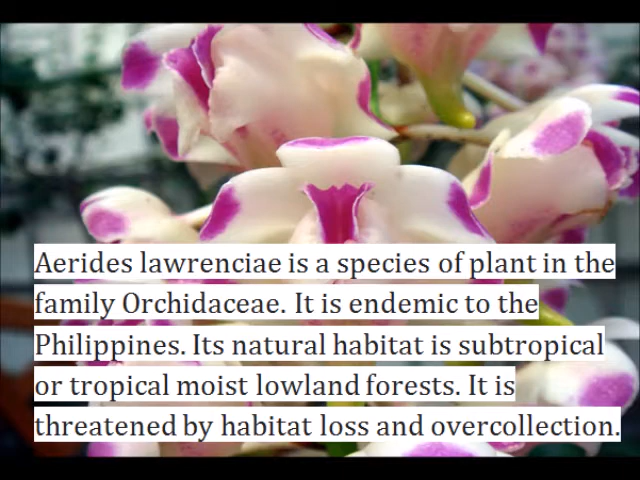 Aerides lawrenciae is a species of plant in the
family Orchidaceae. It is endemic to the
Philippines. Its natural habitat is subtropical
or tropical moist lowland forests. It is
threatened by habitat loss and overcollection.